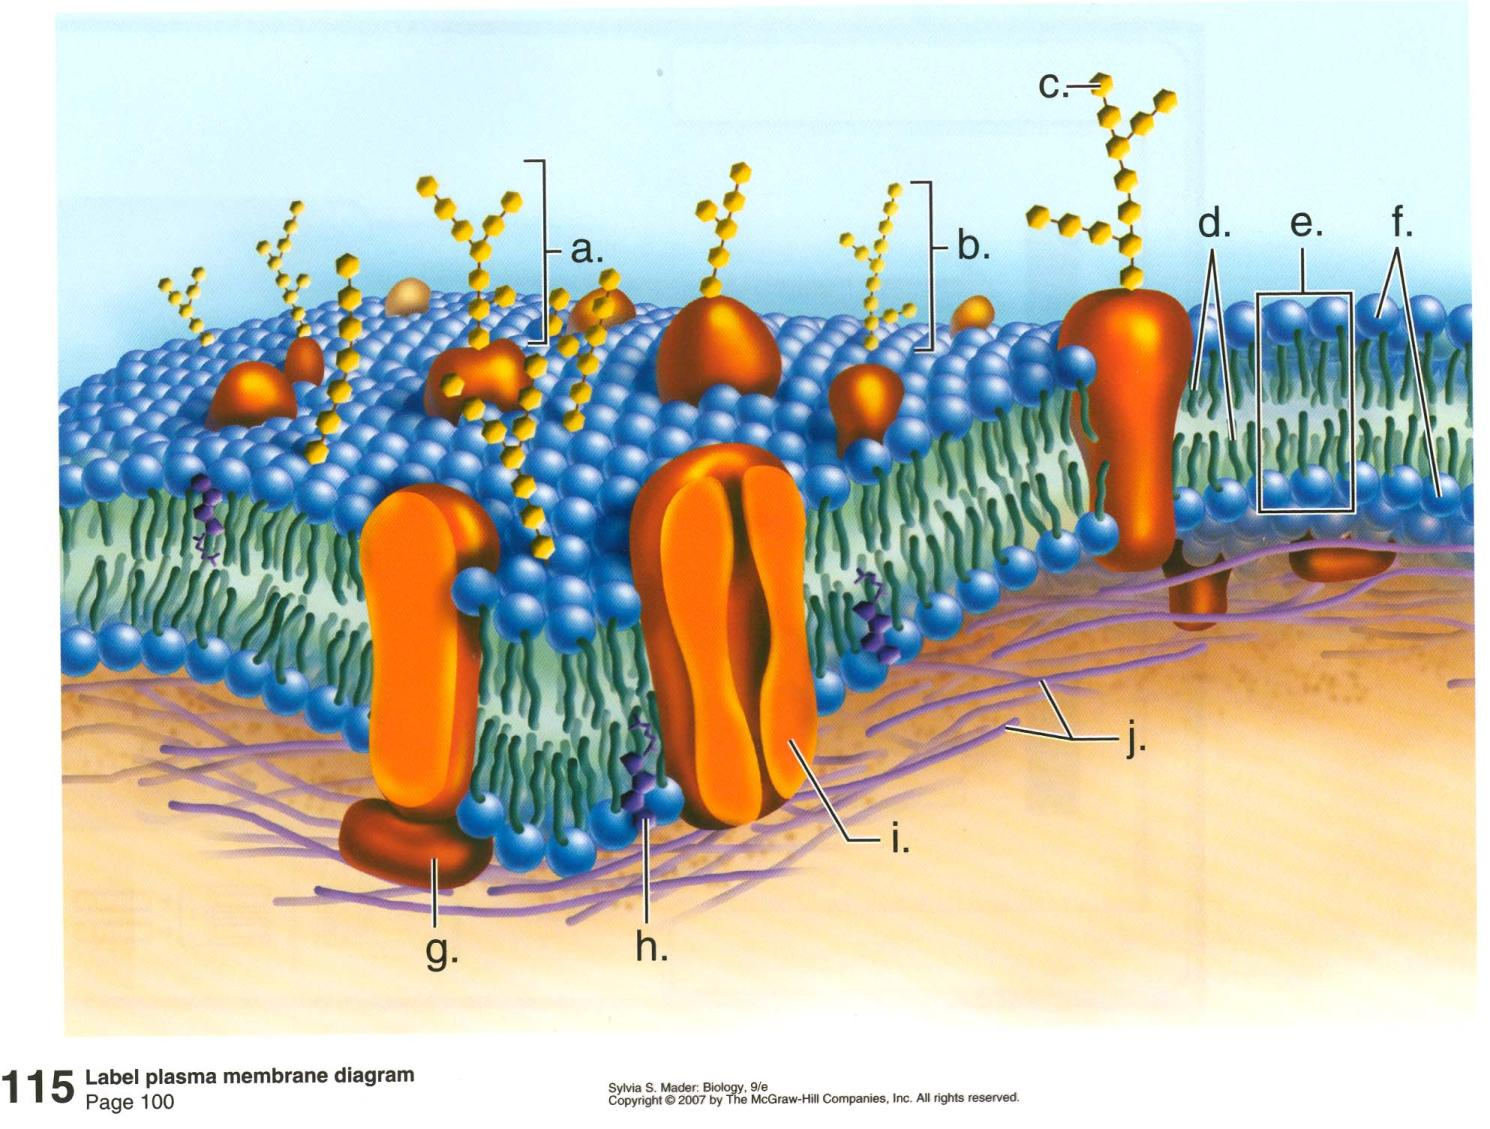 c.
d. e. f.
a.
b.
j.
i.
g.
h.
115 Label plasma membrane diagram
Page 100
Sylvia S. Mader: Biology, 9/e
Copyright © 2007 by The McGraw-Hill Companies, Inc. All rights reserved.